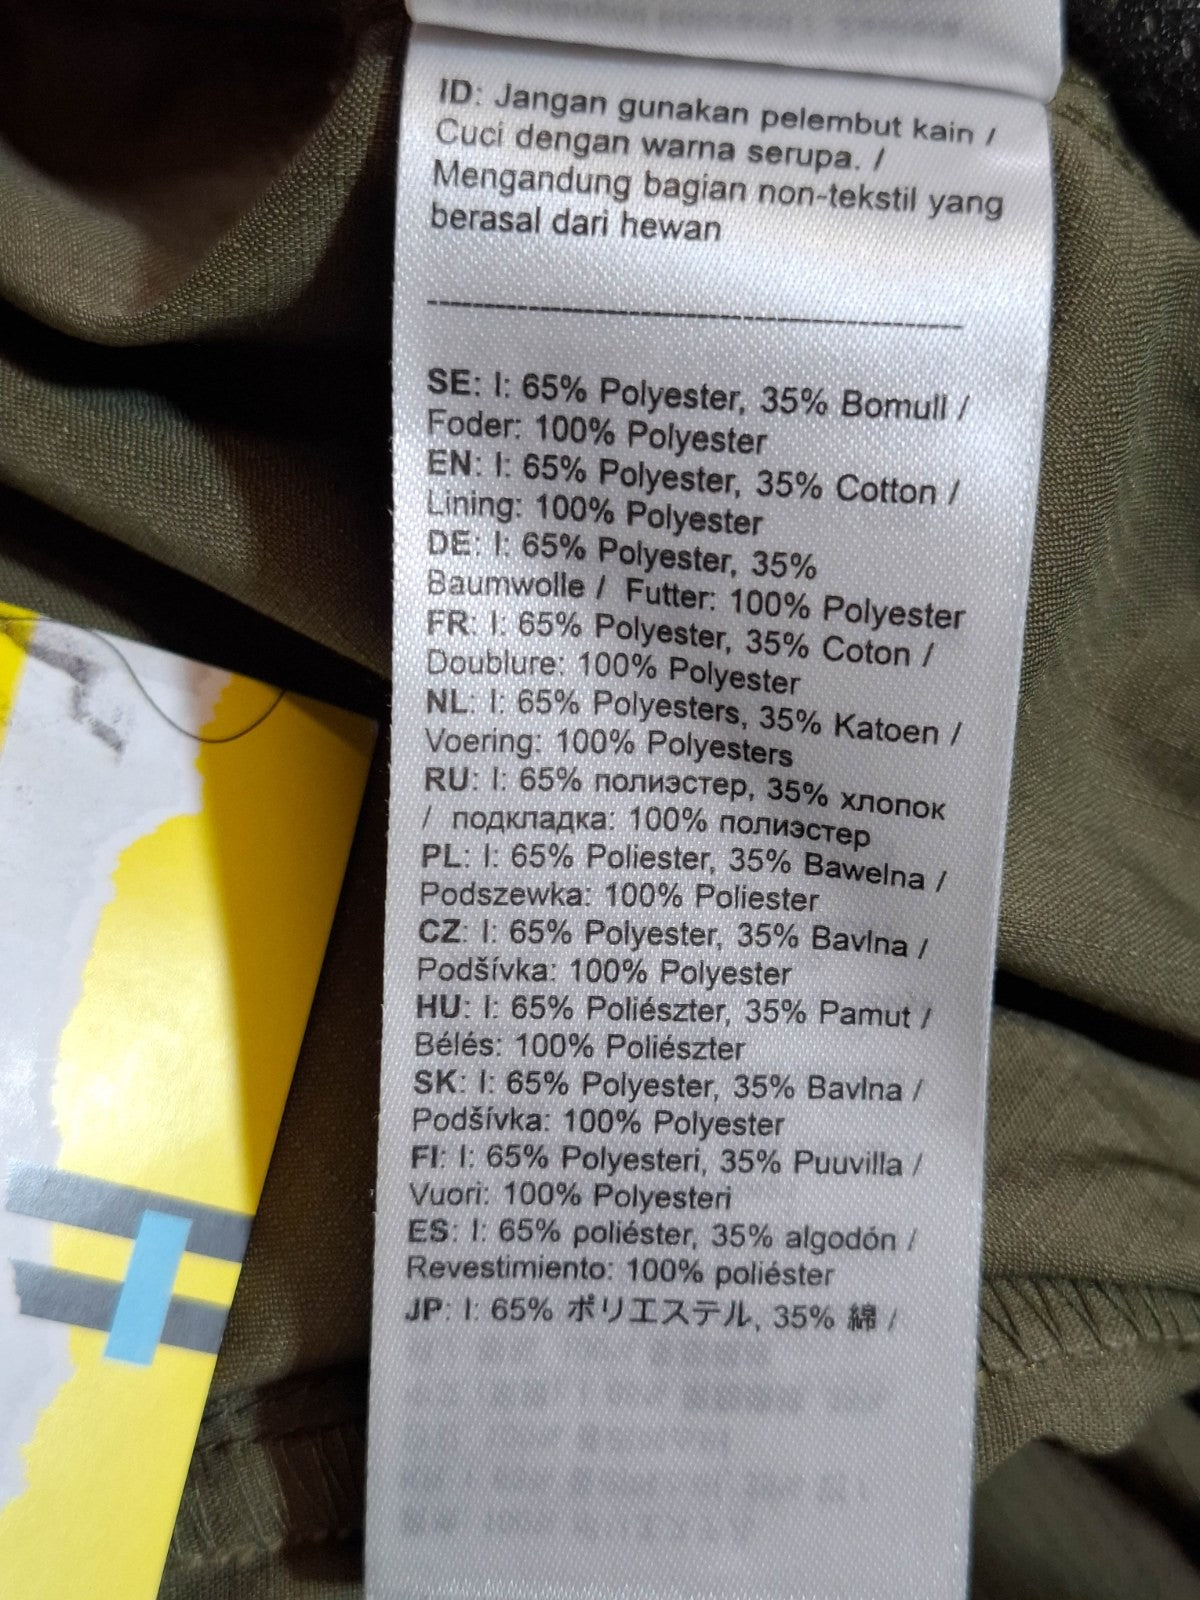 ID: Jangan gunakan pelembut kain /
Cuci dengan warna serupa. /
Mengandung bagian non-tekstil yang
berasal dari hewan
SE: I: 65% Polyester, 35% Bomull /
Foder: 100% Polyester
EN: I: 65% Polyester, 35% Cotton /
Lining: 100% Polyester
DE: I: 65% Polyester, 35%
Baumwolle / Futter: 100% Polyester
FR: I: 65% Polyester, 35% Coton /
Doublure: 100% Polyester
NL: I: 65% Polyesters, 35% Katoen /
Voering: 100% Polyesters
RU: I: 65% полиэстер, 35% хлопок
/ подкладка: 100% полиэстер
PL: I: 65% Poliester, 35% Bawelna /
Podszewka: 100% Poliester
CZ: I: 65% Polyester, 35% Bavlna /
Podšívka: 100% Polyester
HU: I: 65% Poliészter, 35% Pamut /
Bélés: 100% Poliészter
SK: I: 65% Polyester, 35% Bavlna /
Podšívka: 100% Polyester
FI: I: 65% Polyesteri, 35% Puuvilla /
Vuori: 100% Polyesteri
ES: I: 65% poliéster, 35% algodón /
Revestimiento: 100% poliéster
JP: I: 65% ポリエステル, 35% 綿 /